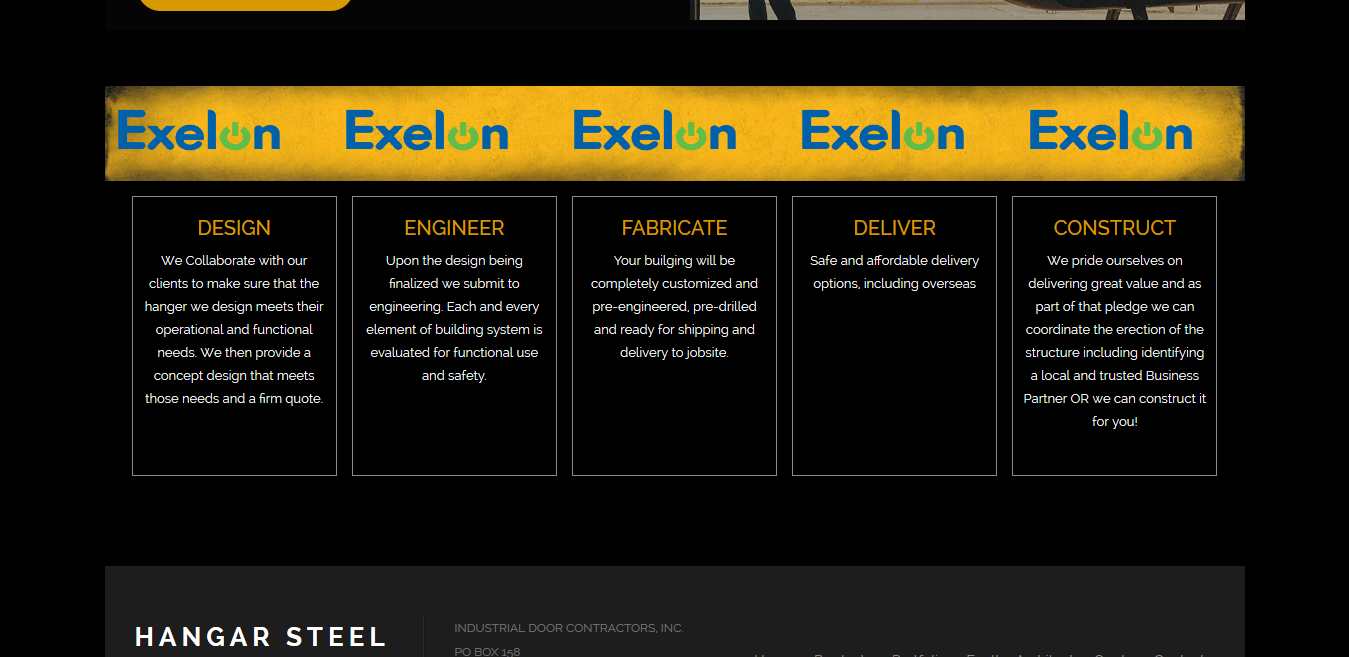 Exelon Exelon Exelon Exelon Exelon
DESIGN
We Collaborate with our
clients to make sure that the
hanger we design meets their
operational and functional
needs. We then provide a
concept design that meets
those needs and a firm quote.
ENGINEER
Upon the design being
finalized we submit to
engineering. Each and every
element of building system is
evaluated for functional use
and safety.
FABRICATE
Your builging will be
completely customized and
pre-engineered, pre-drilled
and ready for shipping and
delivery to jobsite.
DELIVER
Safe and affordable delivery
options, including overseas
CONSTRUCT
We pride ourselves on
delivering great value and as
part of that pledge we can
coordinate the erection of the
structure including identifying
a local and trusted Business
Partner OR we can construct it
for you!
HANGAR STEEL
INDUSTRIAL DOOR CONTRACTORS, INC.
PO BOX 158